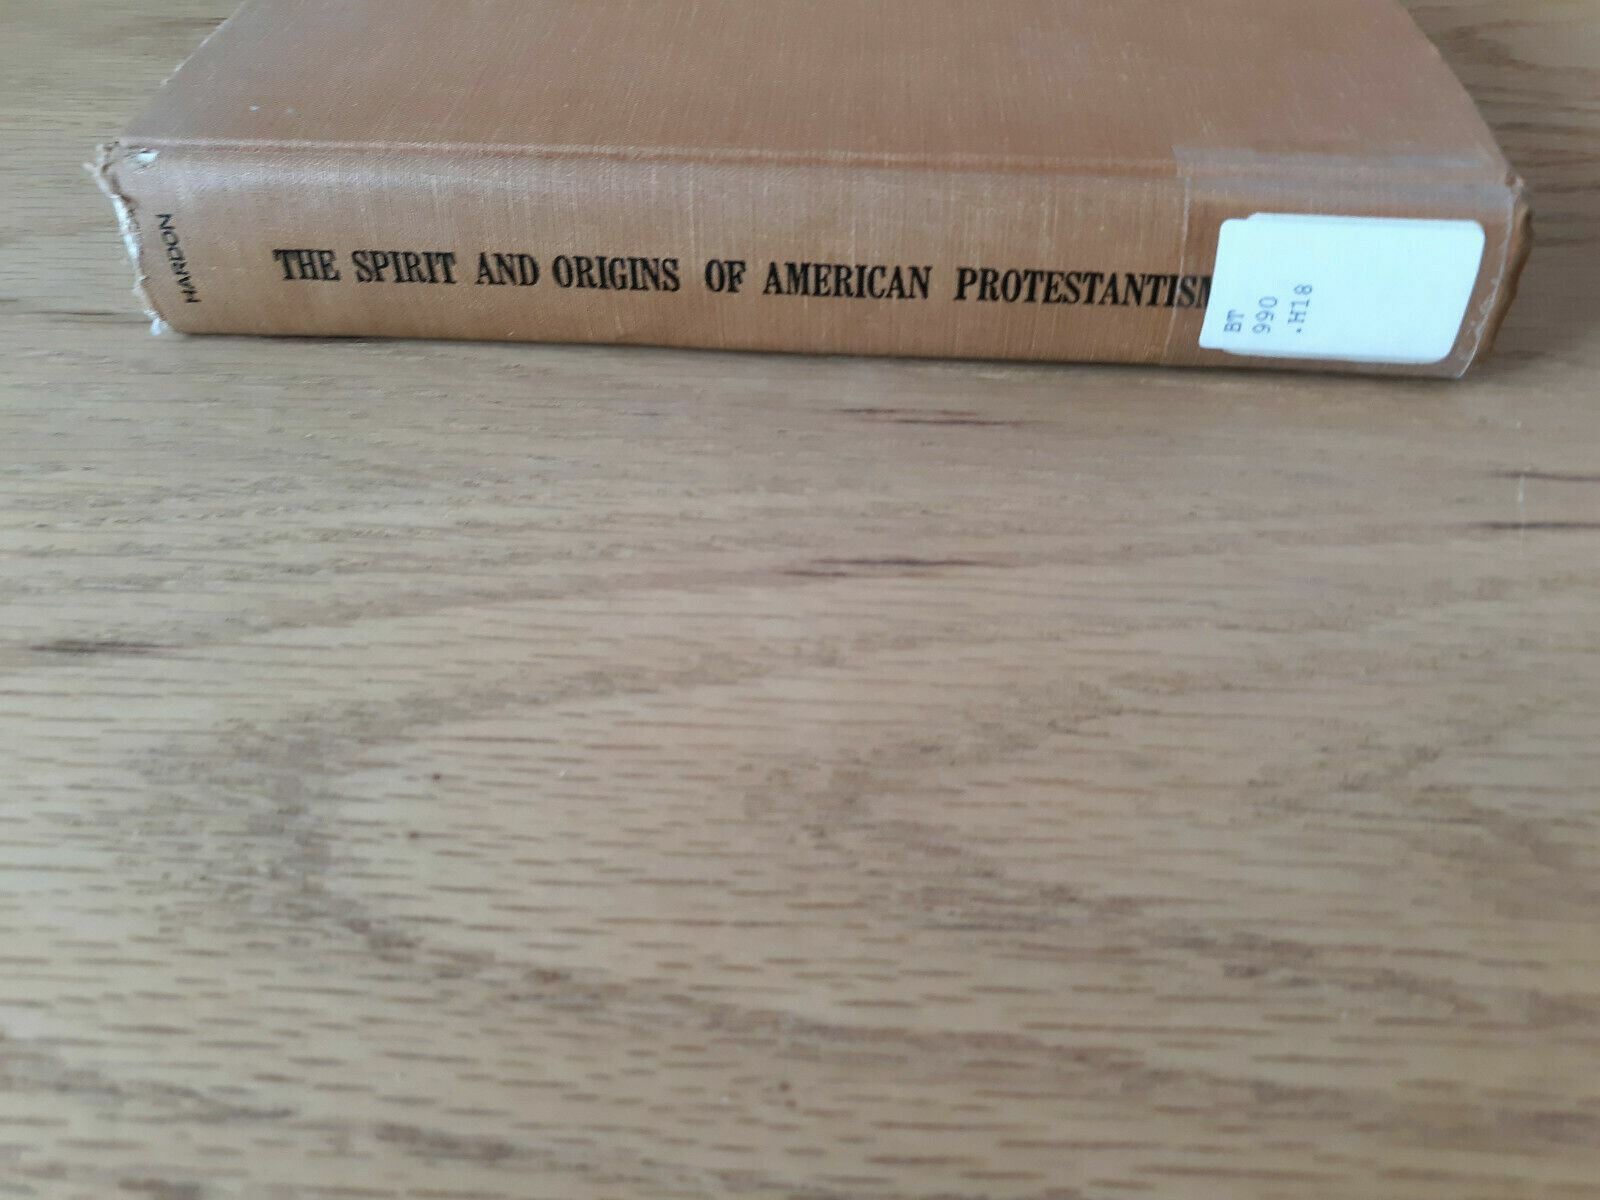 HARDON
THE SPIRIT AND ORIGINS OF AMERICAN PROTESTANTISM
BT
990
.H18